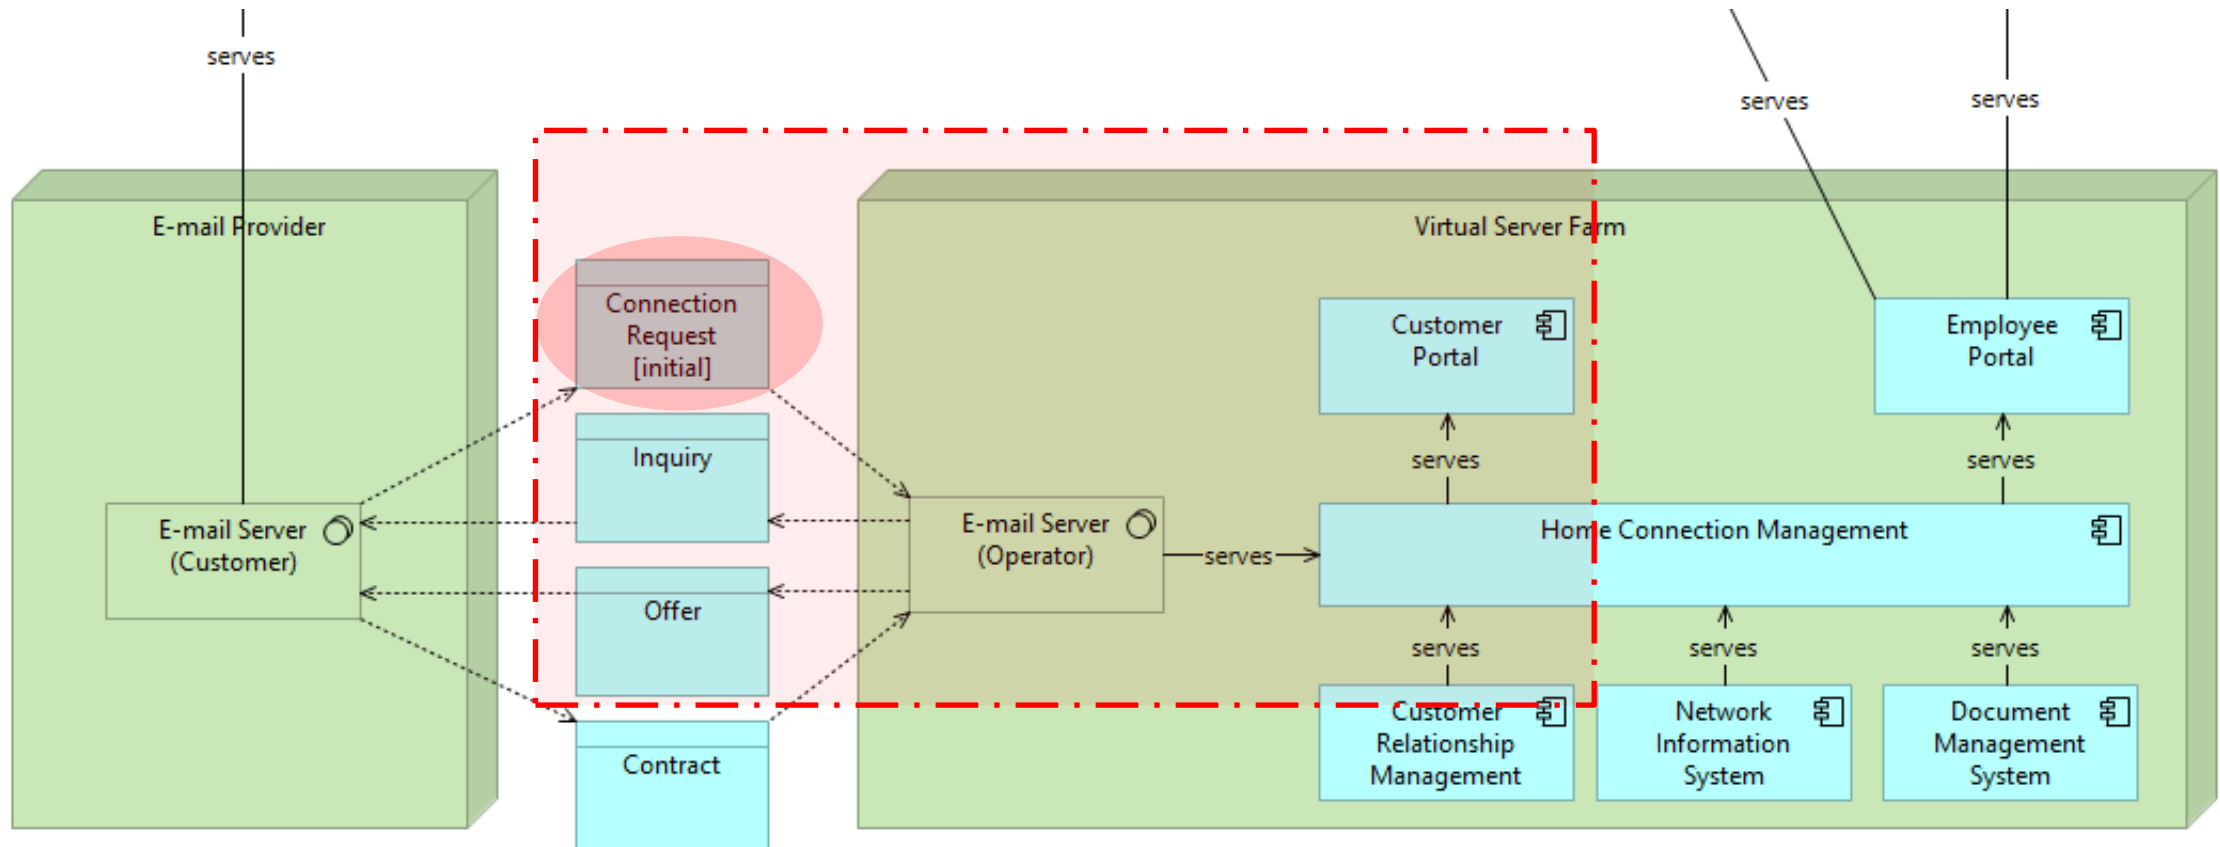 serves
serves
serves
E-mail Provider
Virtual Server Farm
Connection
Request
[initial]
Customer
Portal
Employee
Portal
Inquiry
serves
serves
E-mail Server
(Customer)
E-mail Server
(Operator)
serves
Home Connection Management
Offer
serves
serves
serves
Contract
Customer
Relationship
Management
Network
Information
System
Document
Management
System